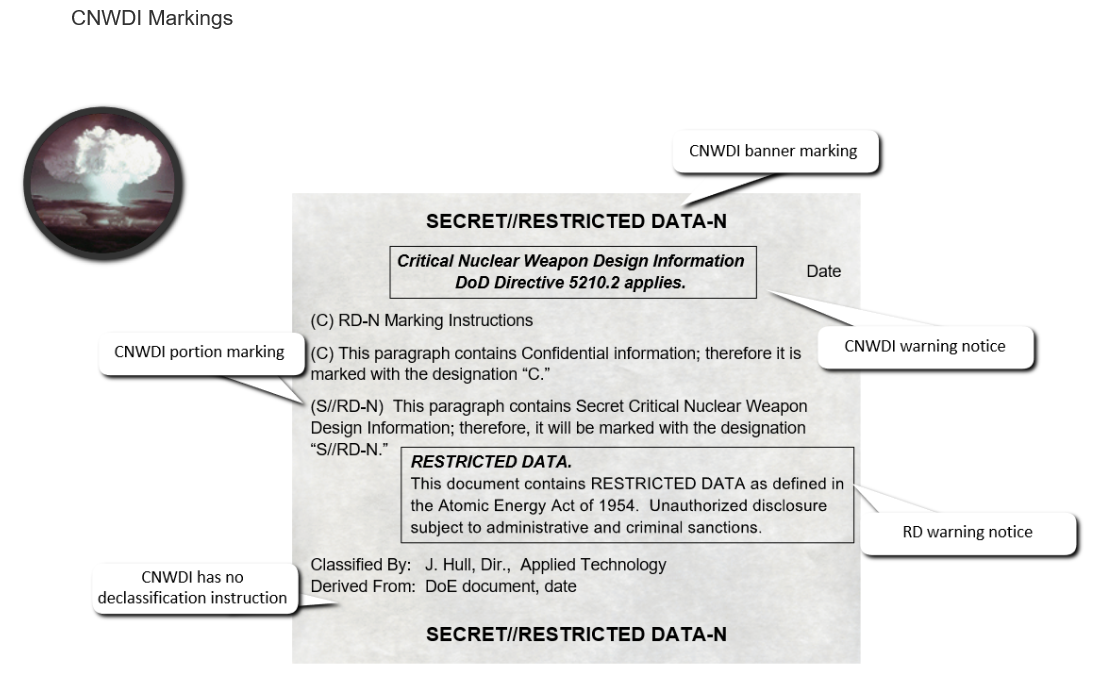 CNWDI Markings
CNWDI banner marking
SECRET//RESTRICTED DATA-N
Critical Nuclear Weapon Design Information
DoD Directive 5210.2 applies.
Date
CNWDI warning notice
(C) RD-N Marking Instructions
CNWDI portion marking
(C) This paragraph contains Confidential information; therefore it is
marked with the designation “C.”
(S//RD-N) This paragraph contains Secret Critical Nuclear Weapon
Design Information; therefore, it will be marked with the designation
“S//RD-N.”
RESTRICTED DATA.
This document contains RESTRICTED DATA as defined in
the Atomic Energy Act of 1954. Unauthorized disclosure
subject to administrative and criminal sanctions.
RD warning notice
Classified By: J. Hull, Dir., Applied Technology
Derived From: DoE document, date
CNWDI has no
declassification instruction
SECRET//RESTRICTED DATA-N